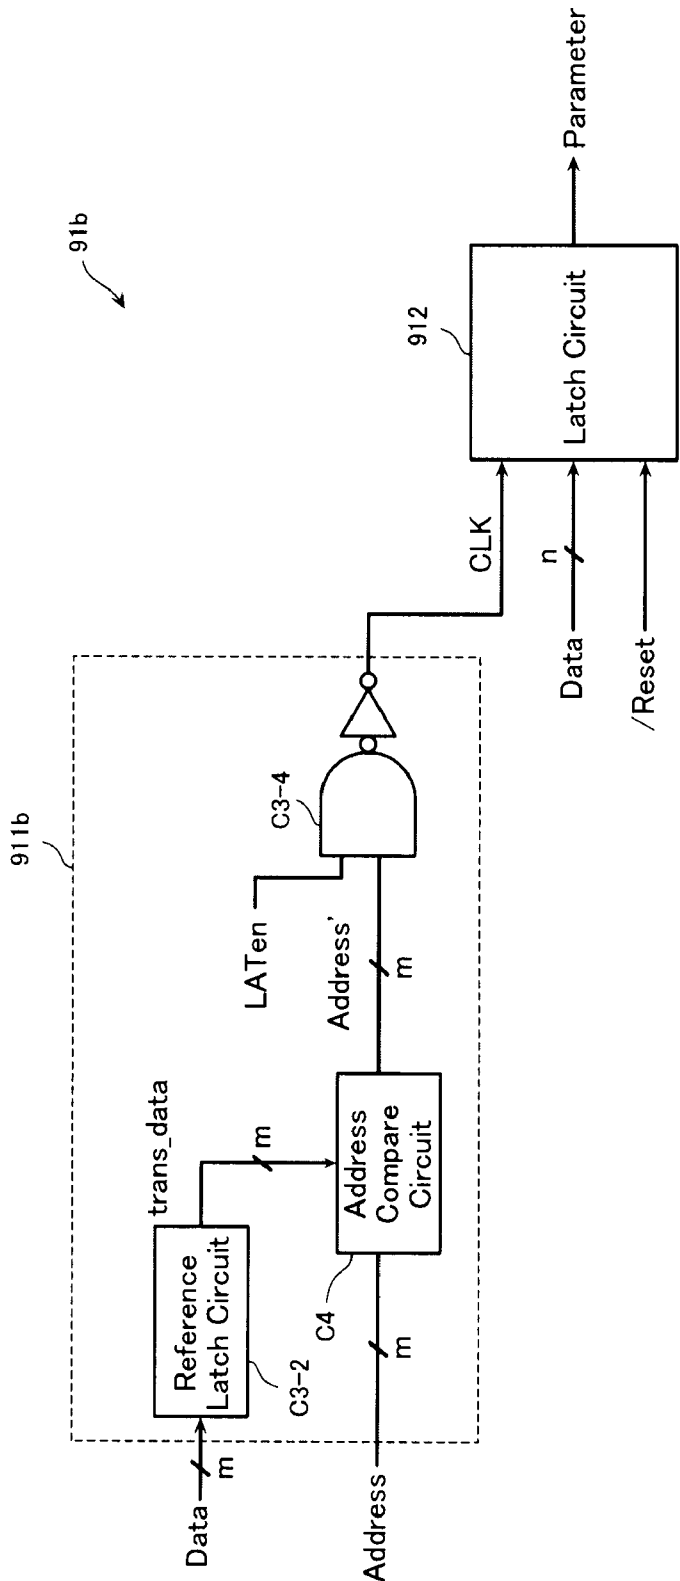 91b
911b
Data
m
Reference
Latch Circuit
C3-2
trans_data
m
Address
m
C4
Address
Compare
Circuit
Address'
m
LATen
C3-4
CLK
912
Data
n
/Reset
Latch Circuit
Parameter